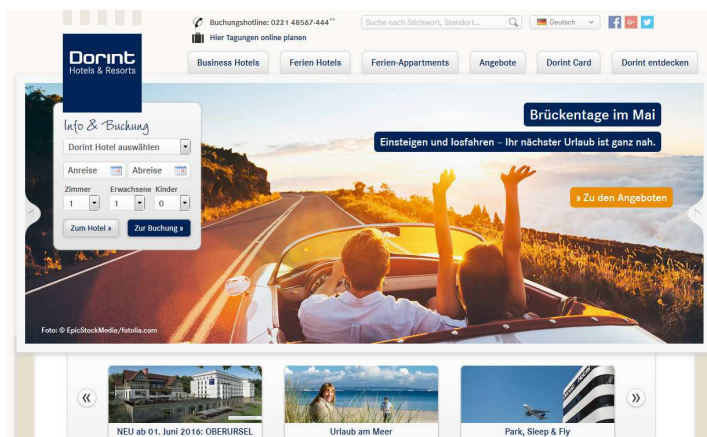 Buchungshotline: 0221 48567-444**
Suche nach Stichwort, Standort...
Deutsch
Hier Tagungen online planen
Dorint
Hotels & Resorts
Business Hotels
Ferien Hotels
Ferien-Appartments
Angebote
Dorint Card
Dorint entdecken
Info & Buchung
Dorint Hotel auswählen
Anreise
Abreise
Zimmer Erwachsene Kinder
1 1 0
Zum Hotel »
Zur Buchung »
Brückentage im Mai
Einsteigen und losfahren – Ihr nächster Urlaub ist ganz nah.
» Zu den Angeboten
Foto: © EpicStockMedia/fotolia.com
NEU ab 01. Juni 2016: OBERURSEL
Urlaub am Meer
Park, Sleep & Fly